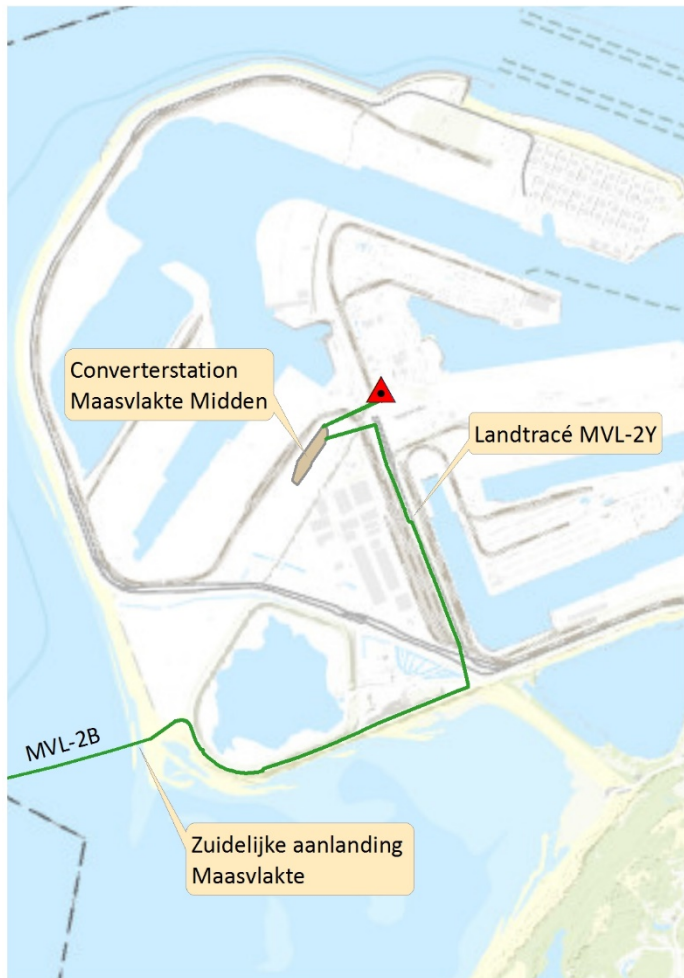 Converterstation
Maasvlakte Midden
Landtracé MVL-2Y
MVL-2B
Zuidelijke aanlanding
Maasvlakte